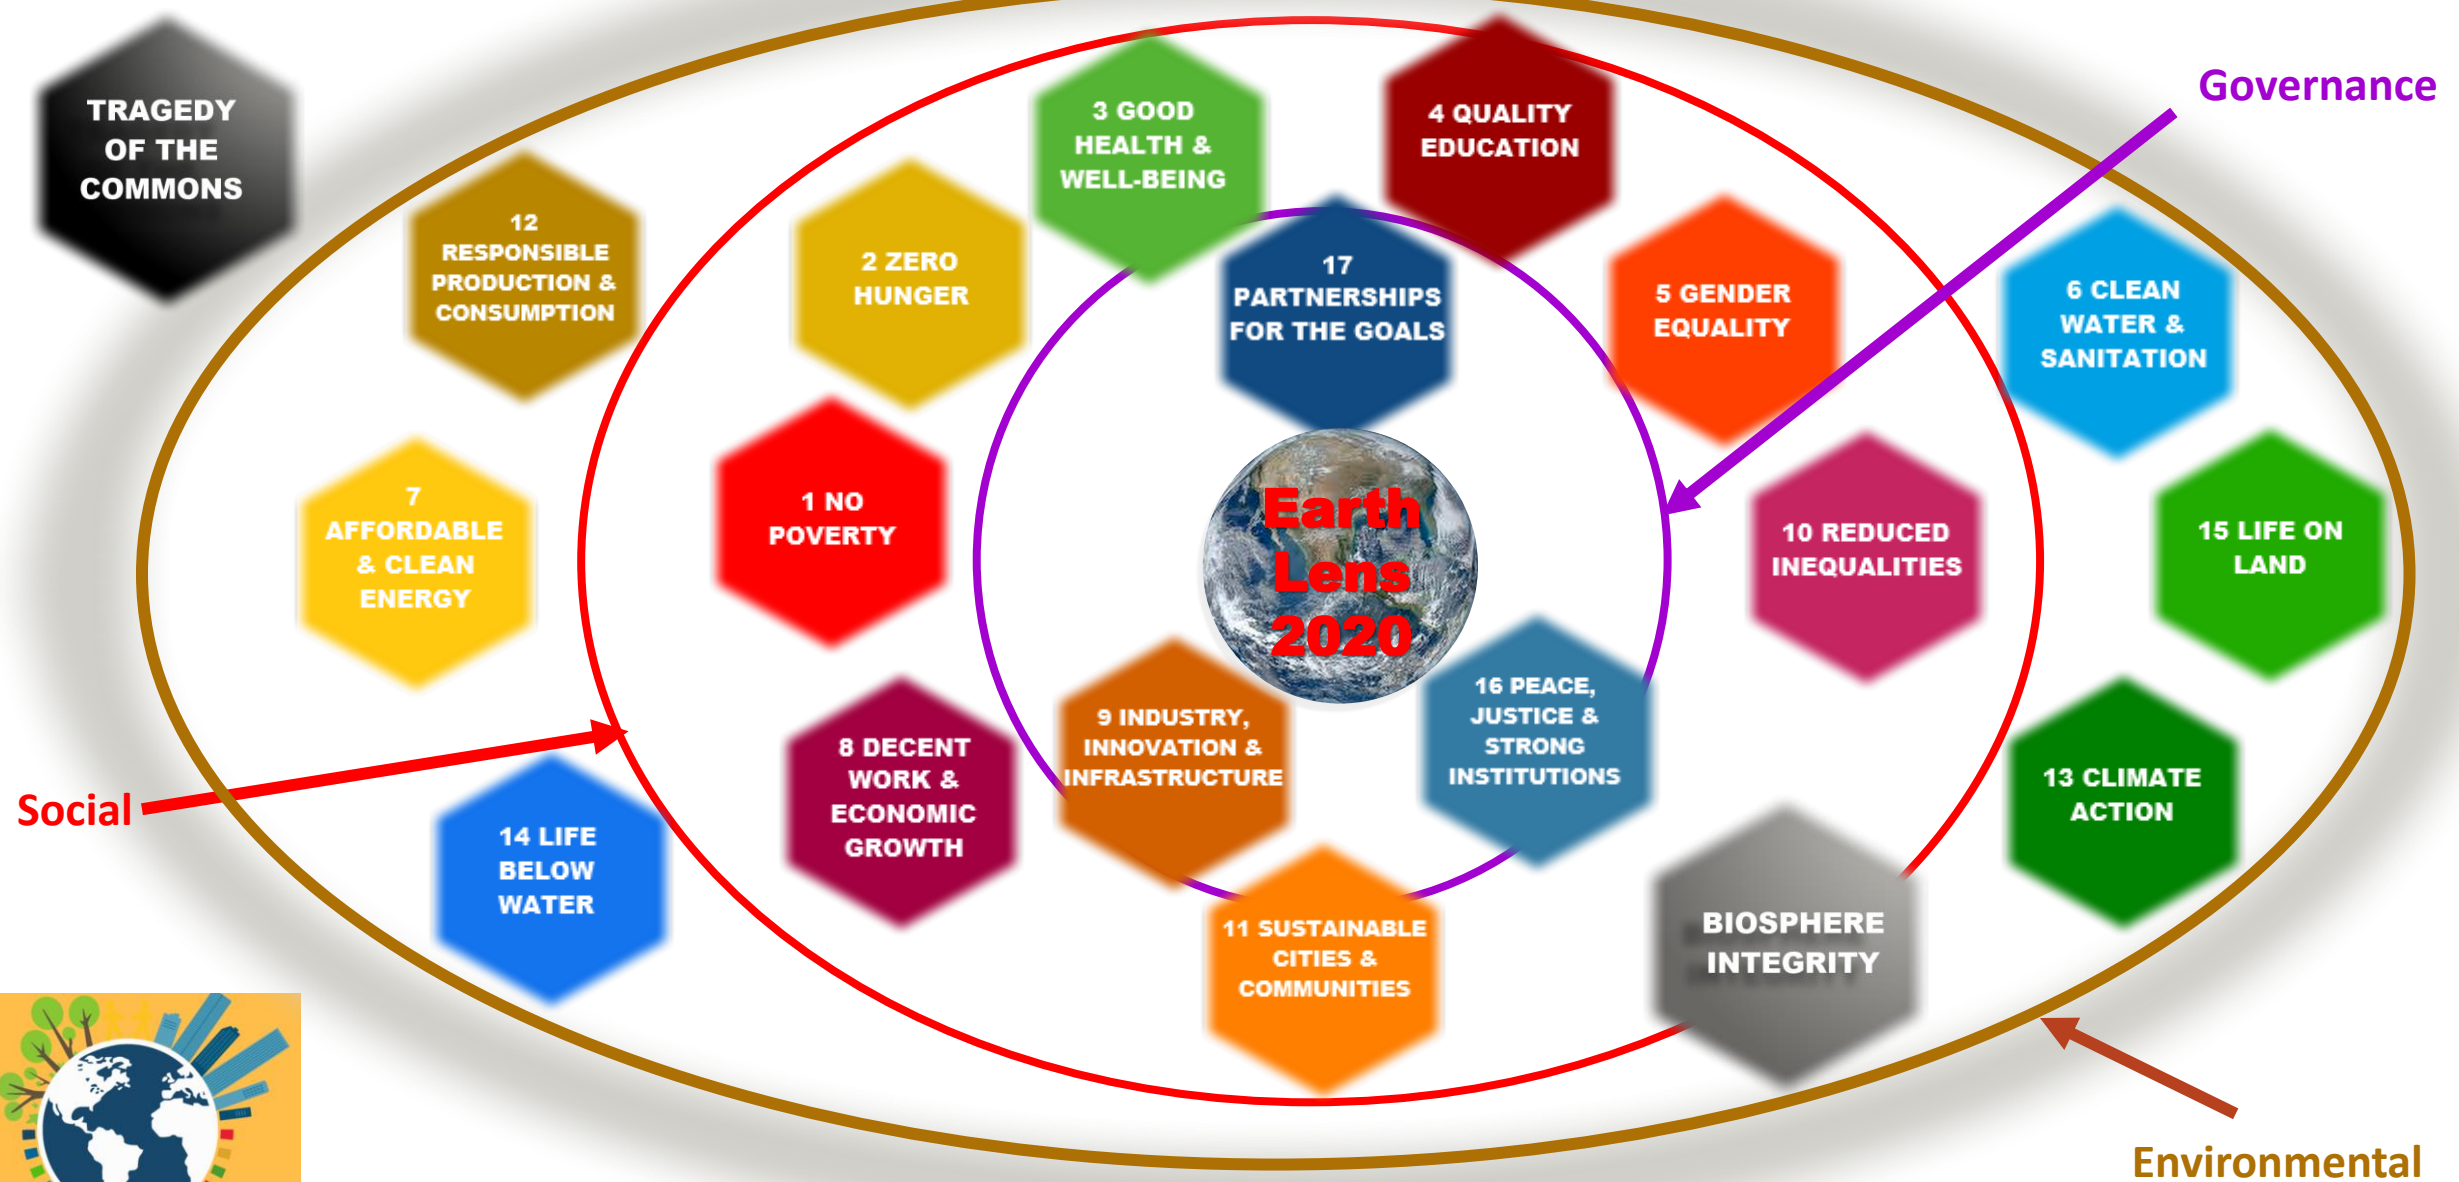 TRAGEDY
OF THE
COMMONS
3 GOOD
HEALTH &
WELL-BEING
4 QUALITY
EDUCATION
Governance
12
RESPONSIBLE
PRODUCTION &
CONSUMPTION
2 ZERO
HUNGER
17
PARTNERSHIPS
FOR THE GOALS
5 GENDER
EQUALITY
6 CLEAN
WATER &
SANITATION
7
AFFORDABLE
& CLEAN
ENERGY
1 NO
POVERTY
Earth
Lens
2020
10 REDUCED
INEQUALITIES
15 LIFE ON
LAND
Social
14 LIFE
BELOW
WATER
8 DECENT
WORK &
ECONOMIC
GROWTH
9 INDUSTRY,
INNOVATION &
INFRASTRUCTURE
16 PEACE,
JUSTICE &
STRONG
INSTITUTIONS
13 CLIMATE
ACTION
11 SUSTAINABLE
CITIES &
COMMUNITIES
BIOSPHERE
INTEGRITY
Environmental